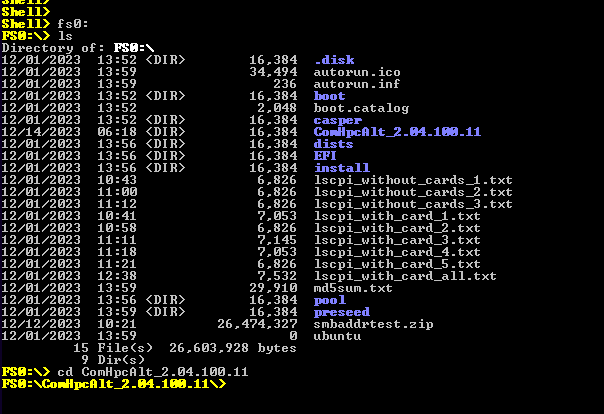 Shell>
Shell>
Shell> fs0:
FS0:\> ls
Directory of: FS0:\
12/01/2023  13:52 <DIR>        16,384  .disk
12/01/2023  13:59              34,494  autorun.ico
12/01/2023  13:59                 236  autorun.inf
12/01/2023  13:52 <DIR>        16,384  boot
12/01/2023  13:52               2,048  boot.catalog
12/01/2023  13:52 <DIR>        16,384  casper
12/14/2023  06:18 <DIR>        16,384  ComHpcAlt_2.04.100.11
12/01/2023  13:56 <DIR>        16,384  dists
12/01/2023  13:56 <DIR>        16,384  EFI
12/01/2023  13:56 <DIR>        16,384  install
12/01/2023  10:43               6,826  lscpi_without_cards_1.txt
12/01/2023  11:00               6,826  lscpi_without_cards_2.txt
12/01/2023  11:12               6,826  lscpi_without_cards_3.txt
12/01/2023  10:41               7,053  lscpi_with_card_1.txt
12/01/2023  10:58               6,826  lscpi_with_card_2.txt
12/01/2023  11:11               7,145  lscpi_with_card_3.txt
12/01/2023  11:18               7,053  lscpi_with_card_4.txt
12/01/2023  11:21               6,826  lscpi_with_card_5.txt
12/01/2023  12:38               7,532  lscpi_with_card_all.txt
12/01/2023  13:59              29,910  md5sum.txt
12/01/2023  13:56 <DIR>        16,384  pool
12/01/2023  13:59 <DIR>        16,384  preseed
12/12/2023  10:21          26,474,327  smbaddrtest.zip
12/01/2023  13:59                   0  ubuntu
15 File(s)  26,603,928 bytes
9 Dir(s)
FS0:\> cd ComHpcAlt_2.04.100.11
FS0:\ComHpcAlt_2.04.100.11\>